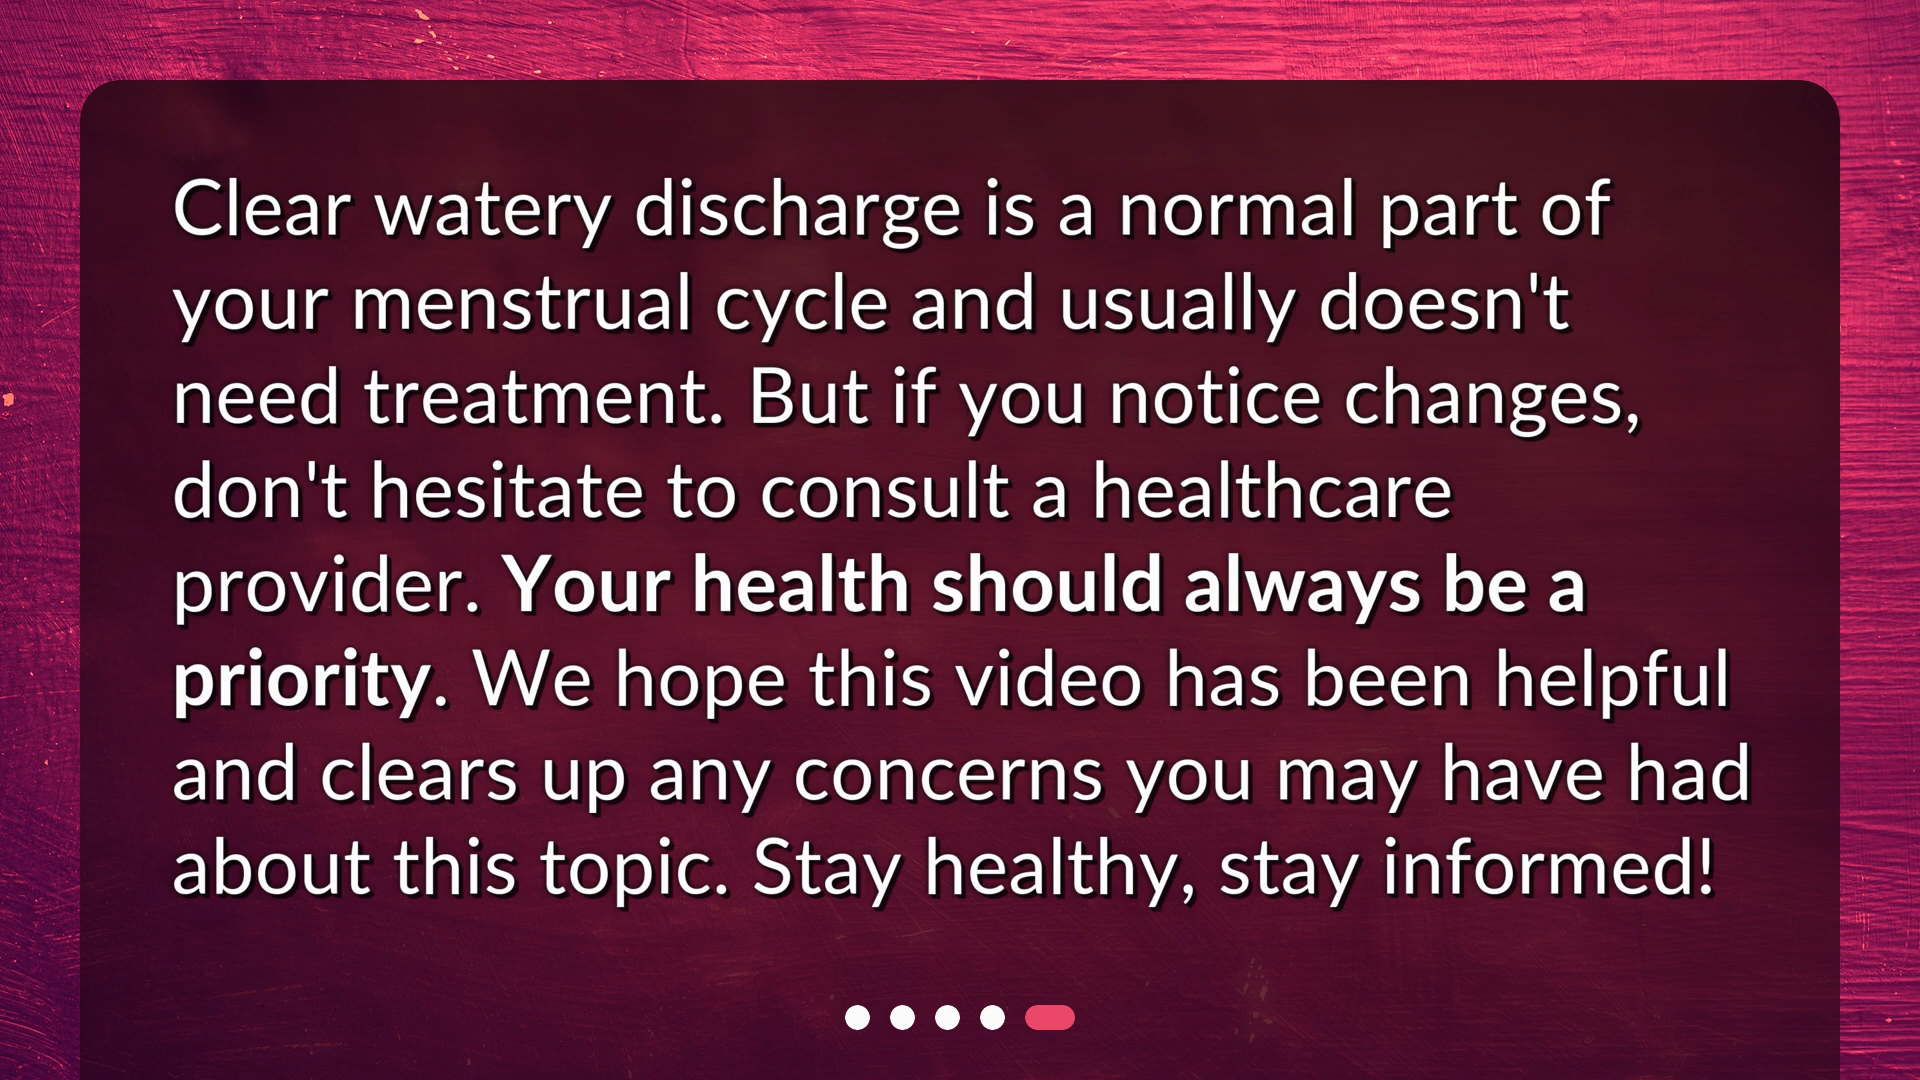 Clear watery discharge is a normal part of
your menstrual cycle and usually doesn't
need treatment. But if you notice changes,
don't hesitate to consult a healthcare
provider. Your health should always be a
priority. We hope this video has been helpful
and clears up any concerns you may have had
about this topic. Stay healthy, stay informed!